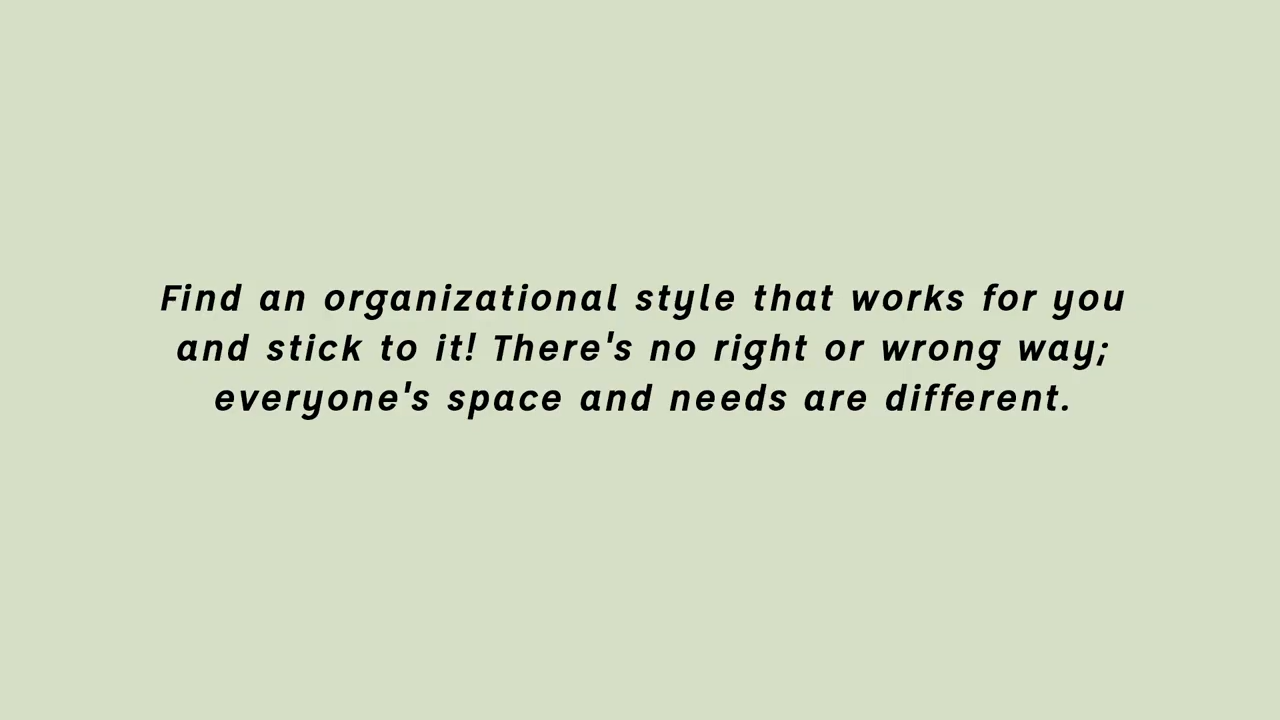 Find an organizational style that works for you
and stick to it! There's no right or wrong way;
everyone's space and needs are different.